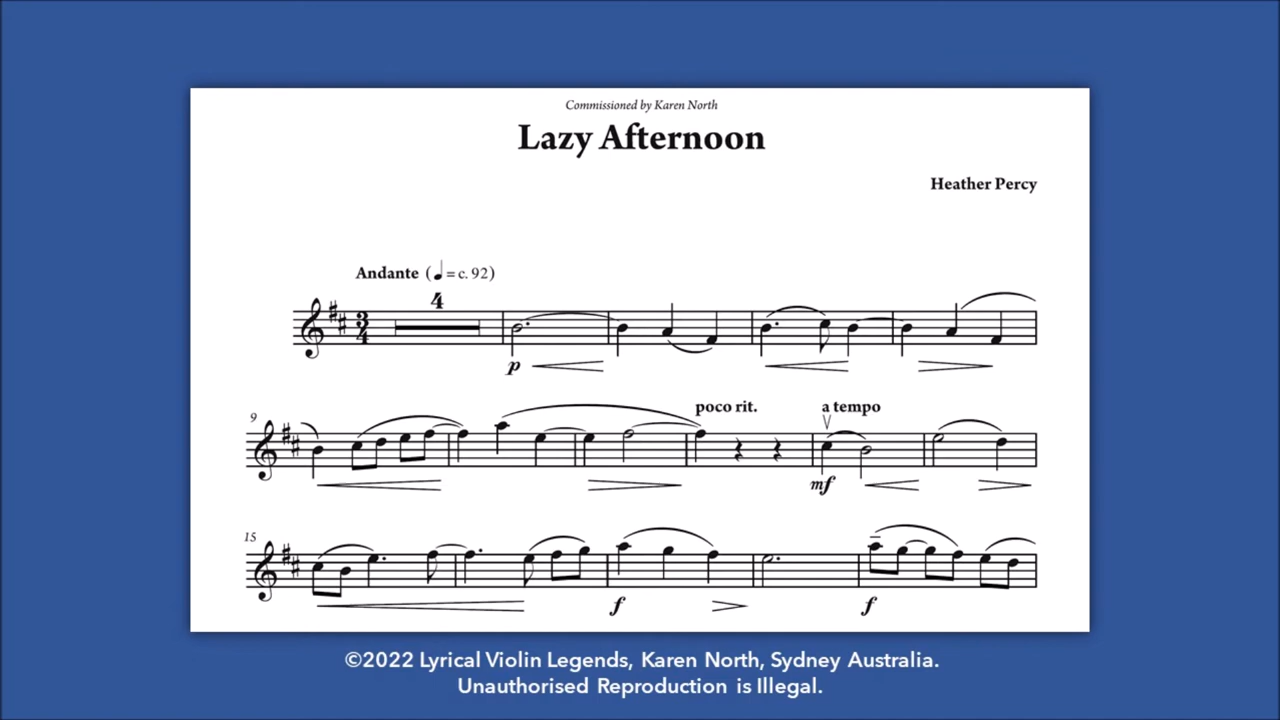 Commissioned by Karen North
Lazy Afternoon
Heather Percy
Andante (♩ = c. 92)
4
3
4
p
9
poco rit.
a tempo
mf
15
f
f
©2022 Lyrical Violin Legends, Karen North, Sydney Australia.
Unauthorised Reproduction is Illegal.